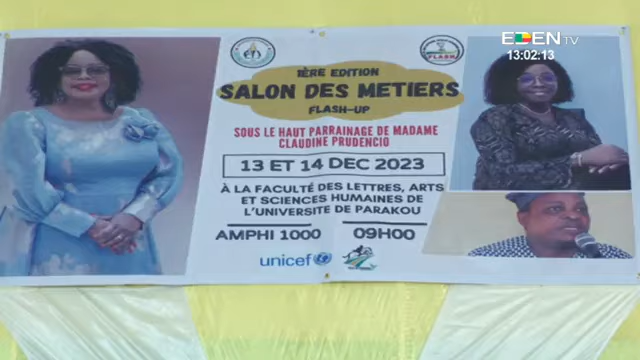 EDEN TV
13:02:13
FLASH
1ÈRE EDITION
SALON DES METIERS
FLASH-UP
SOUS LE HAUT PARRAINAGE DE MADAME
CLAUDINE PRUDENCIO
13 ET 14 DEC 2023
À LA FACULTÉ DES LETTRES, ARTS
ET SCIENCES HUMAINES DE
L'UNIVERSITE DE PARAKOU
AMPHI 1000 09H00
unicef